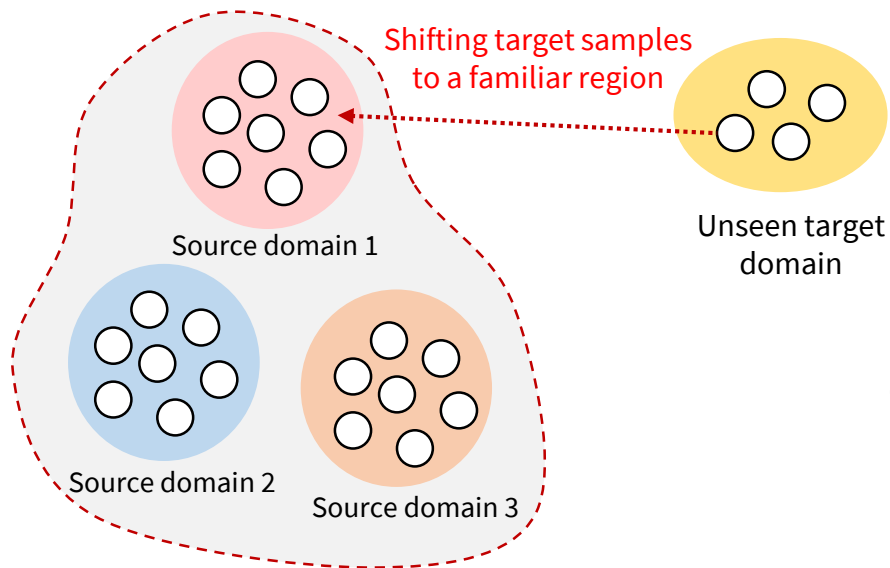 Shifting target samples
to a familiar region
Unseen target
domain
Source domain 1
Source domain 2
Source domain 3